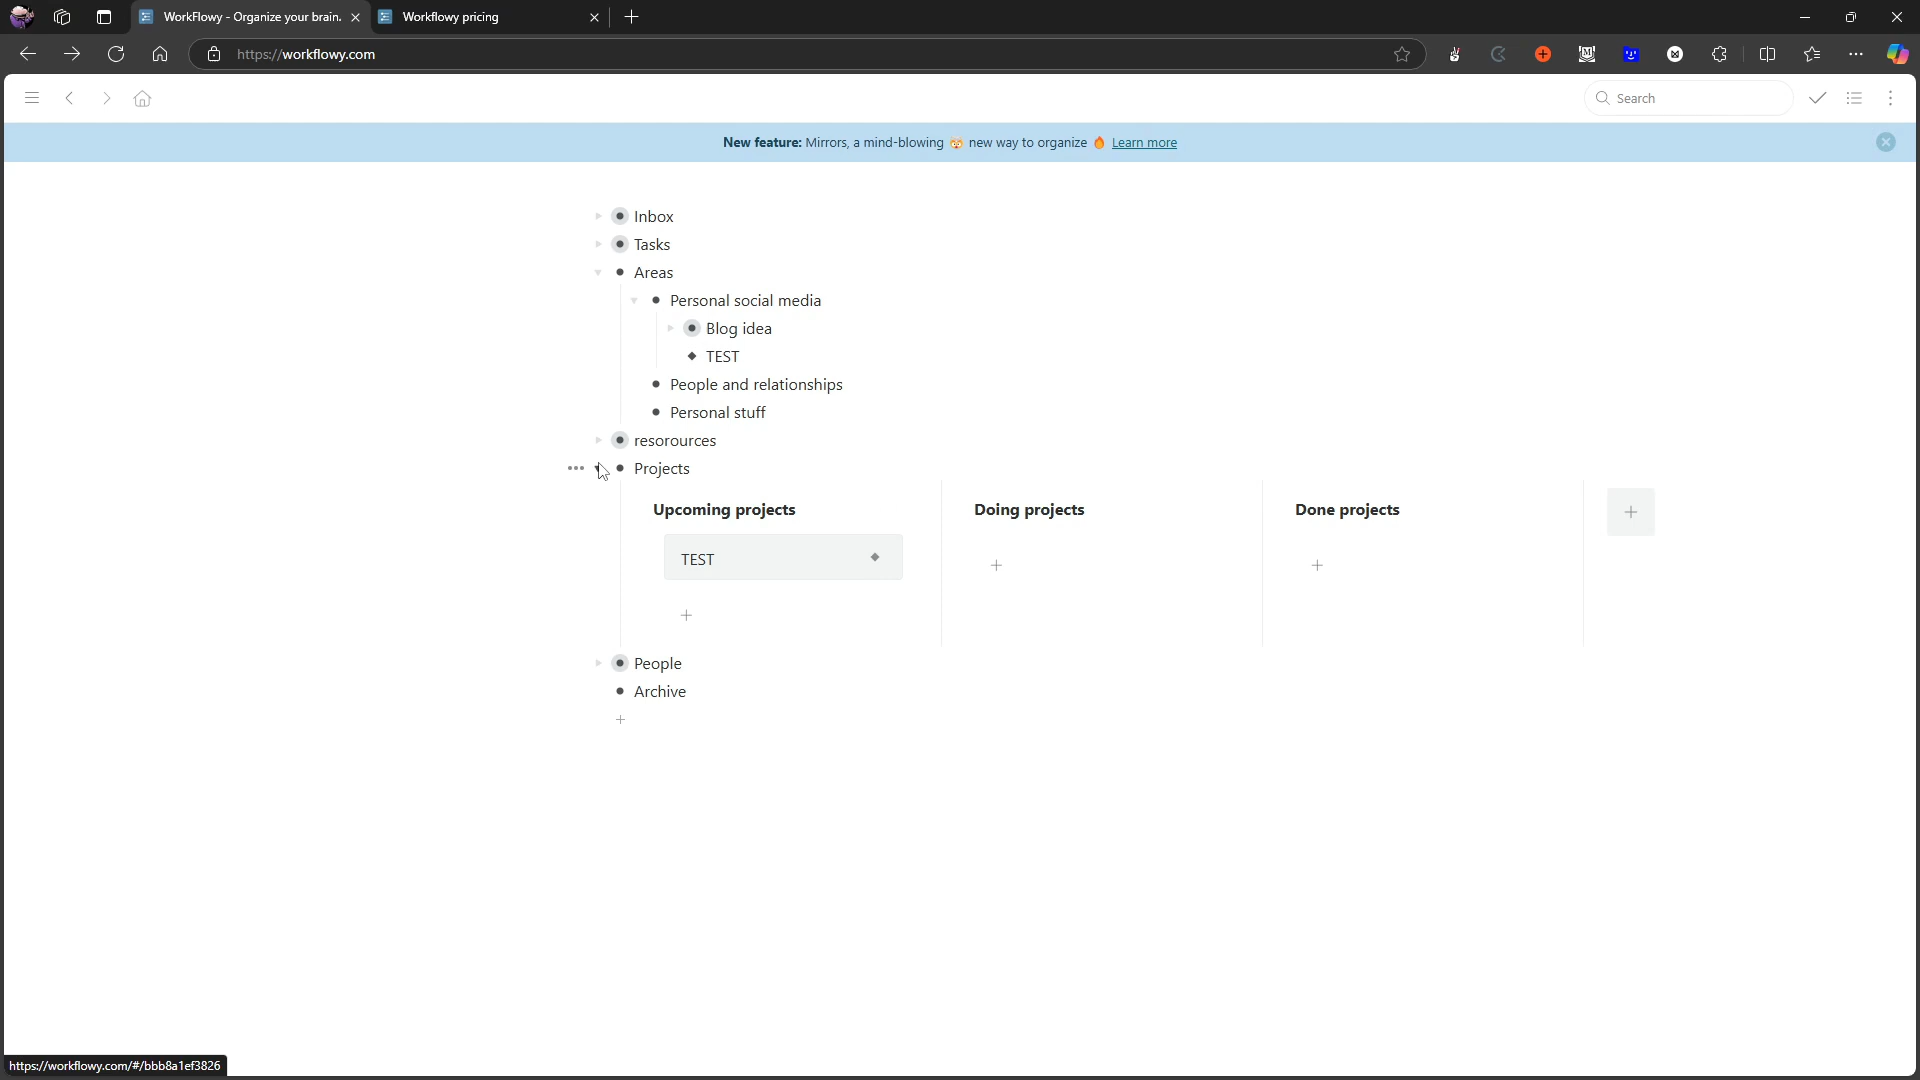 WorkFlowy - Organize your brain.
Workflowy pricing
https://workflowy.com
Search
New feature: Mirrors, a mind-blowing 🤯 new way to organize 🔥 Learn more
Inbox
Tasks
Areas
Personal social media
Blog idea
TEST
People and relationships
Personal stuff
resorources
Projects
Upcoming projects Doing projects Done projects
TEST
People
Archive
https://workflowy.com/#/bbb8a1ef3826